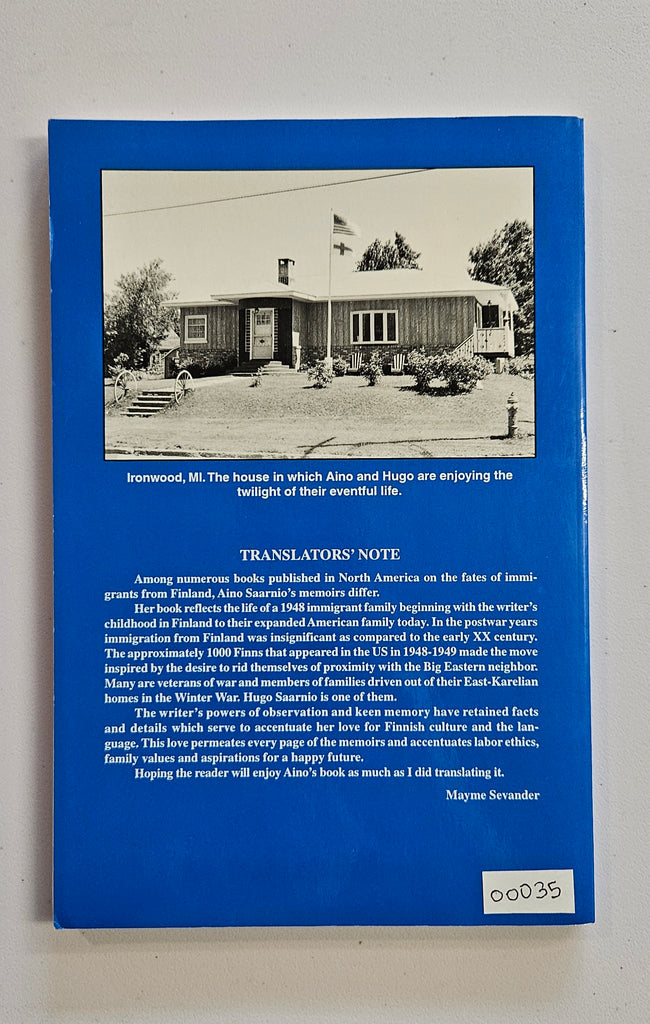 Ironwood, MI. The house in which Aino and Hugo are enjoying the
twilight of their eventful life.
TRANSLATORS' NOTE
Among numerous books published in North America on the fates of immi-
grants from Finland, Aino Saarnio's memoirs differ.
Her book reflects the life of a 1948 immigrant family beginning with the writer's
childhood in Finland to their expanded American family today. In the postwar years
immigration from Finland was insignificant as compared to the early XX century.
The approximately 1000 Finns that appeared in the US in 1948-1949 made the move
inspired by the desire to rid themselves of proximity with the Big Eastern neighbor.
Many are veterans of war and members of families driven out of their East-Karelian
homes in the Winter War. Hugo Saarnio is one of them.
The writer's powers of observation and keen memory have retained facts
and details which serve to accentuate her love for Finnish culture and the lan-
guage. This love permeates every page of the memoirs and accentuates labor ethics,
family values and aspirations for a happy future.
Hoping the reader will enjoy Aino's book as much as I did translating it.
Mayme Sevander
00035